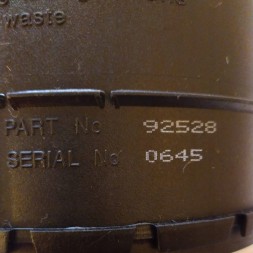 waste.
PART No 92528
SERIAL No 0645